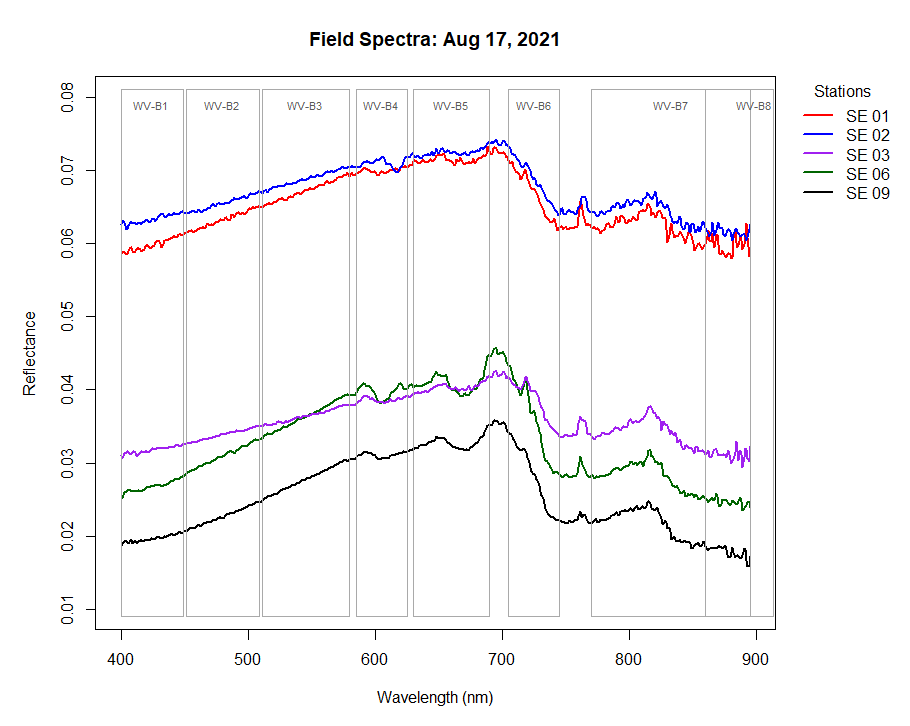 Field Spectra: Aug 17, 2021
WV-B1 WV-B2 WV-B3 WV-B4 WV-B5 WV-B6 WV-B7 WV-B8
Stations
SE 01
SE 02
SE 03
SE 06
SE 09
Reflectance
0.08
0.07
0.06
0.05
0.04
0.03
0.02
0.01
400 500 600 700 800 900
Wavelength (nm)